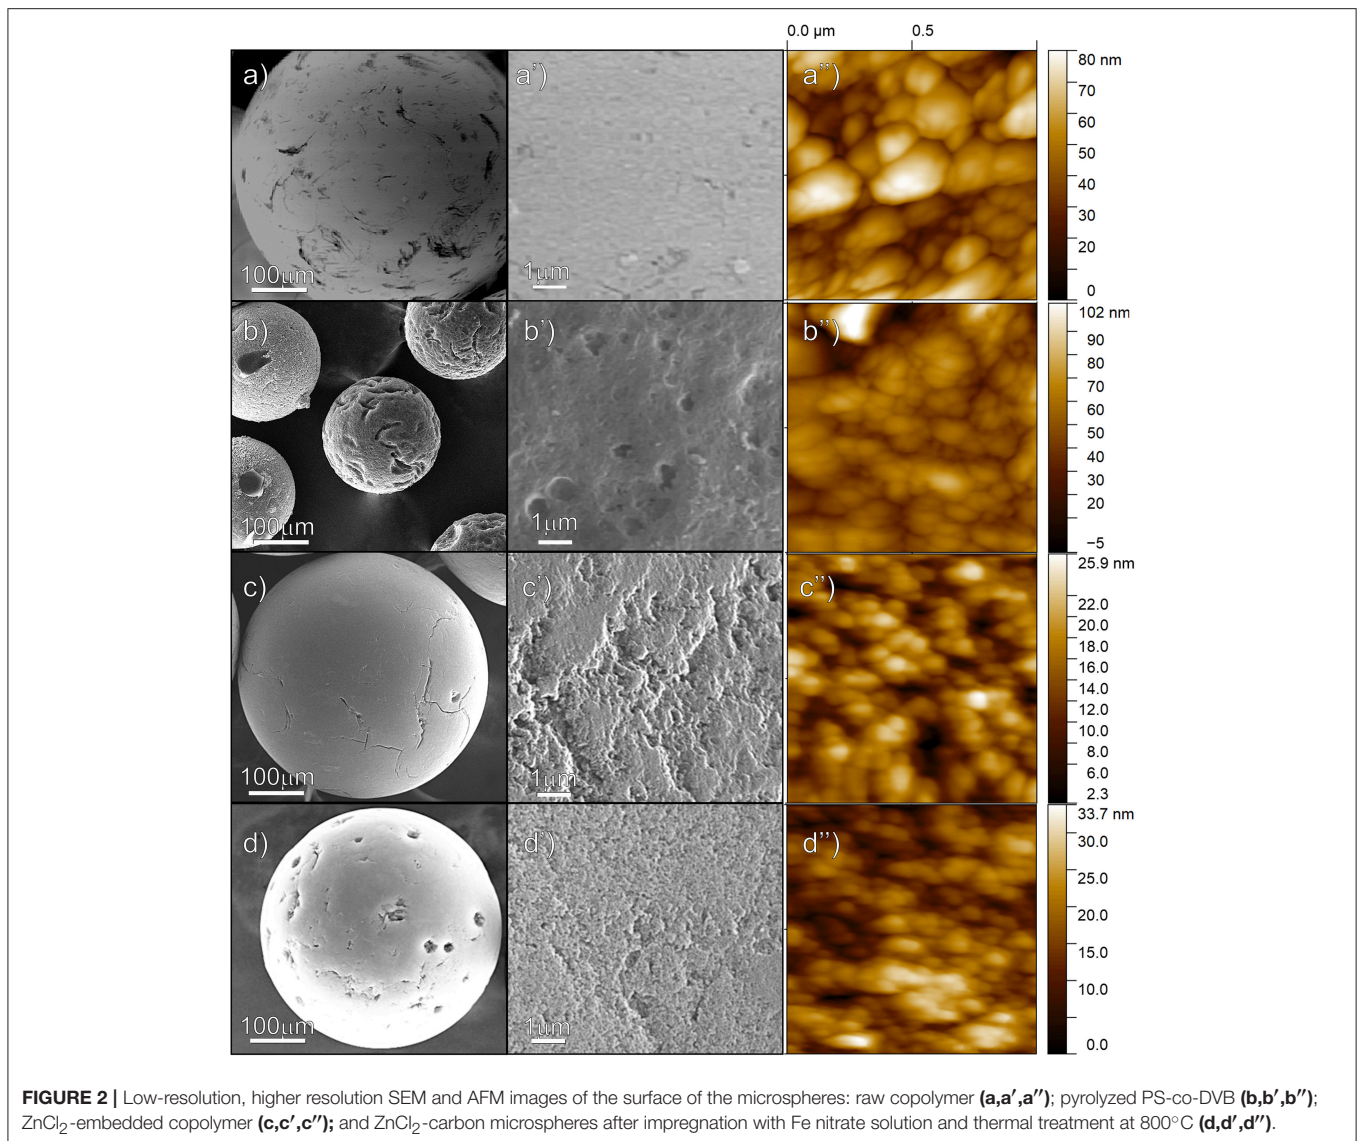 0.0 µm 0.5
a)
100µm
a')
1µm
a'')
80 nm
70
60
50
40
30
20
0
b)
100µm
b')
1µm
b'')
102 nm
90
80
70
60
50
40
30
20
−5
c)
100µm
c')
1µm
c'')
25.9 nm
22.0
20.0
18.0
16.0
14.0
12.0
10.0
8.0
6.0
2.3
d)
100µm
d')
1µm
d'')
33.7 nm
30.0
25.0
20.0
15.0
10.0
0.0
FIGURE 2 | Low-resolution, higher resolution SEM and AFM images of the surface of the microspheres: raw copolymer (a,a′,a′′); pyrolyzed PS-co-DVB (b,b′,b′′);
ZnCl₂-embedded copolymer (c,c′,c′′); and ZnCl₂-carbon microspheres after impregnation with Fe nitrate solution and thermal treatment at 800°C (d,d′,d′′).